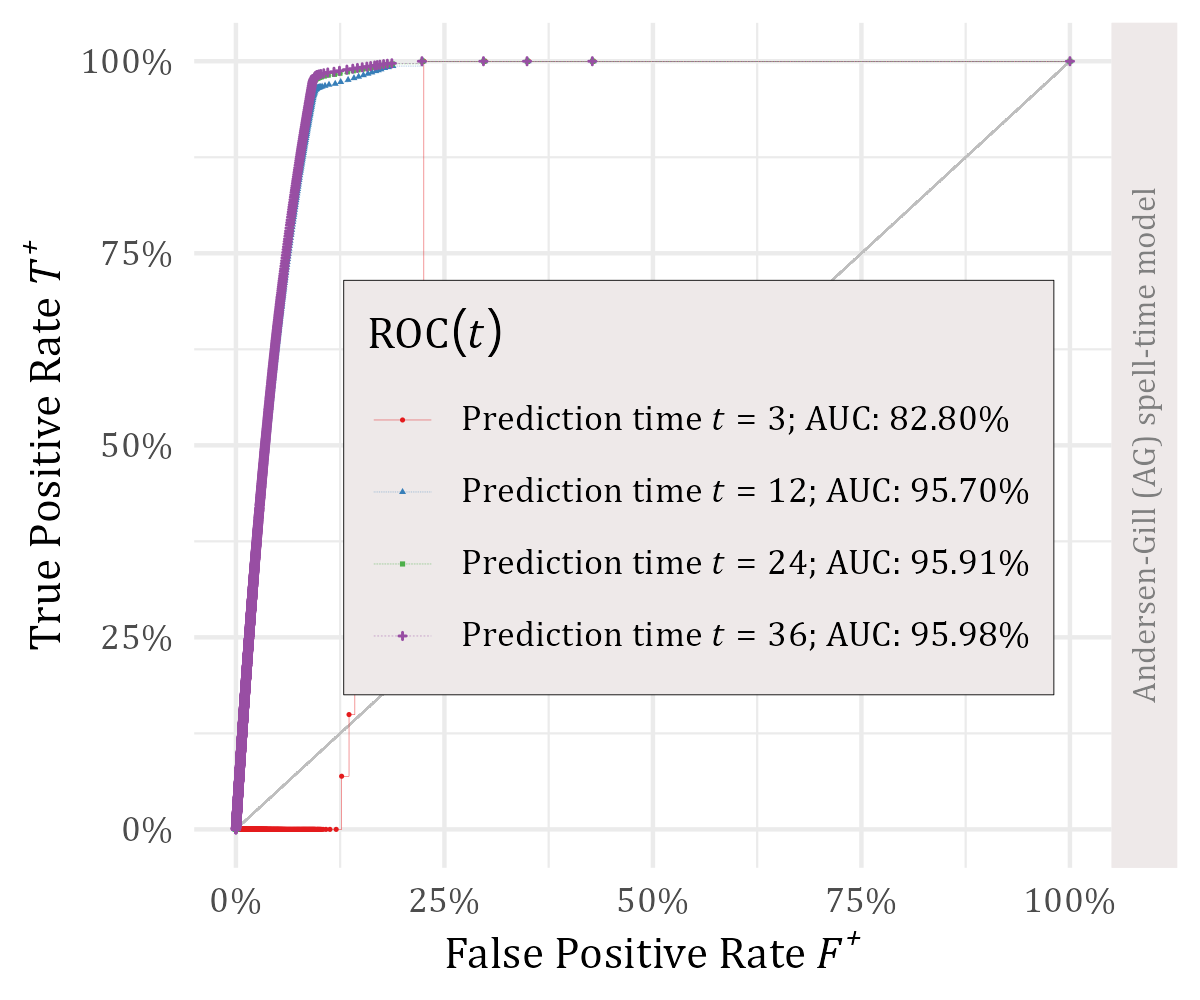 100%
75%
50%
25%
0%
True Positive Rate T⁺
ROC(t)
Prediction time t = 3; AUC: 82.80%
Prediction time t = 12; AUC: 95.70%
Prediction time t = 24; AUC: 95.91%
Prediction time t = 36; AUC: 95.98%
Andersen-Gill (AG) spell-time model
0% 25% 50% 75% 100%
False Positive Rate F⁺